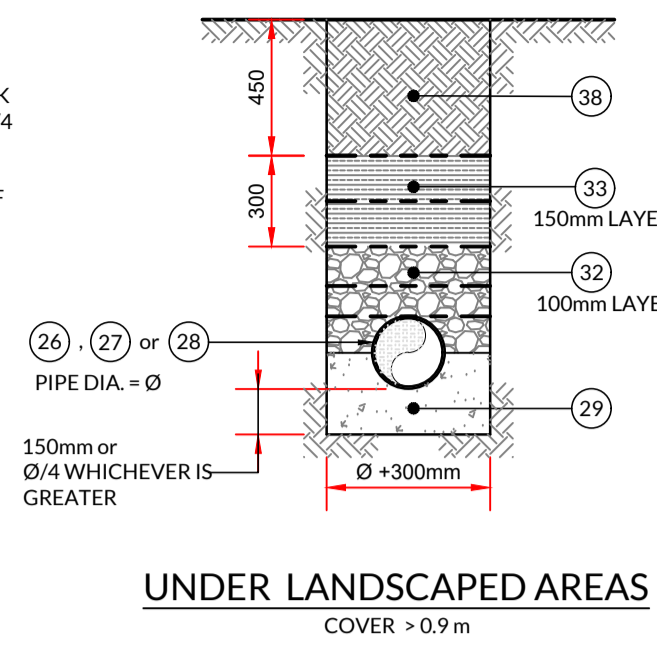 K
/4
F
450
300
38
33
150mm LAYE
32
100mm LAYE
26 , 27 or 28
PIPE DIA. = Ø
29
150mm or
Ø/4 WHICHEVER IS
GREATER
Ø +300mm
UNDER LANDSCAPED AREAS
COVER > 0.9 m